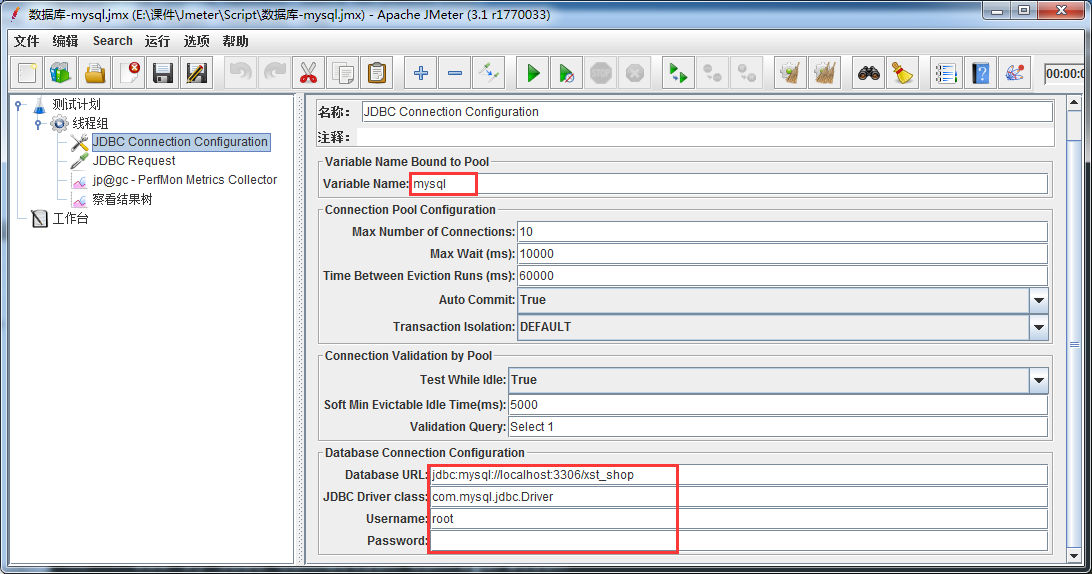 数据库-mysql.jmx (E:\课件\Jmeter\Script\数据库-mysql.jmx) - Apache JMeter (3.1 r1770033)
文件 编辑 Search 运行 选项 帮助
00:00:0
测试计划
线程组
JDBC Connection Configuration
JDBC Request
jp@gc - PerfMon Metrics Collector
察看结果树
工作台
名称: JDBC Connection Configuration
注释:
Variable Name Bound to Pool
Variable Name: mysql
Connection Pool Configuration
Max Number of Connections: 10
Max Wait (ms): 10000
Time Between Eviction Runs (ms): 60000
Auto Commit: True
Transaction Isolation: DEFAULT
Connection Validation by Pool
Test While Idle: True
Soft Min Evictable Idle Time(ms): 5000
Validation Query: Select 1
Database Connection Configuration
Database URL: jdbc:mysql://localhost:3306/xst_shop
JDBC Driver class: com.mysql.jdbc.Driver
Username: root
Password: